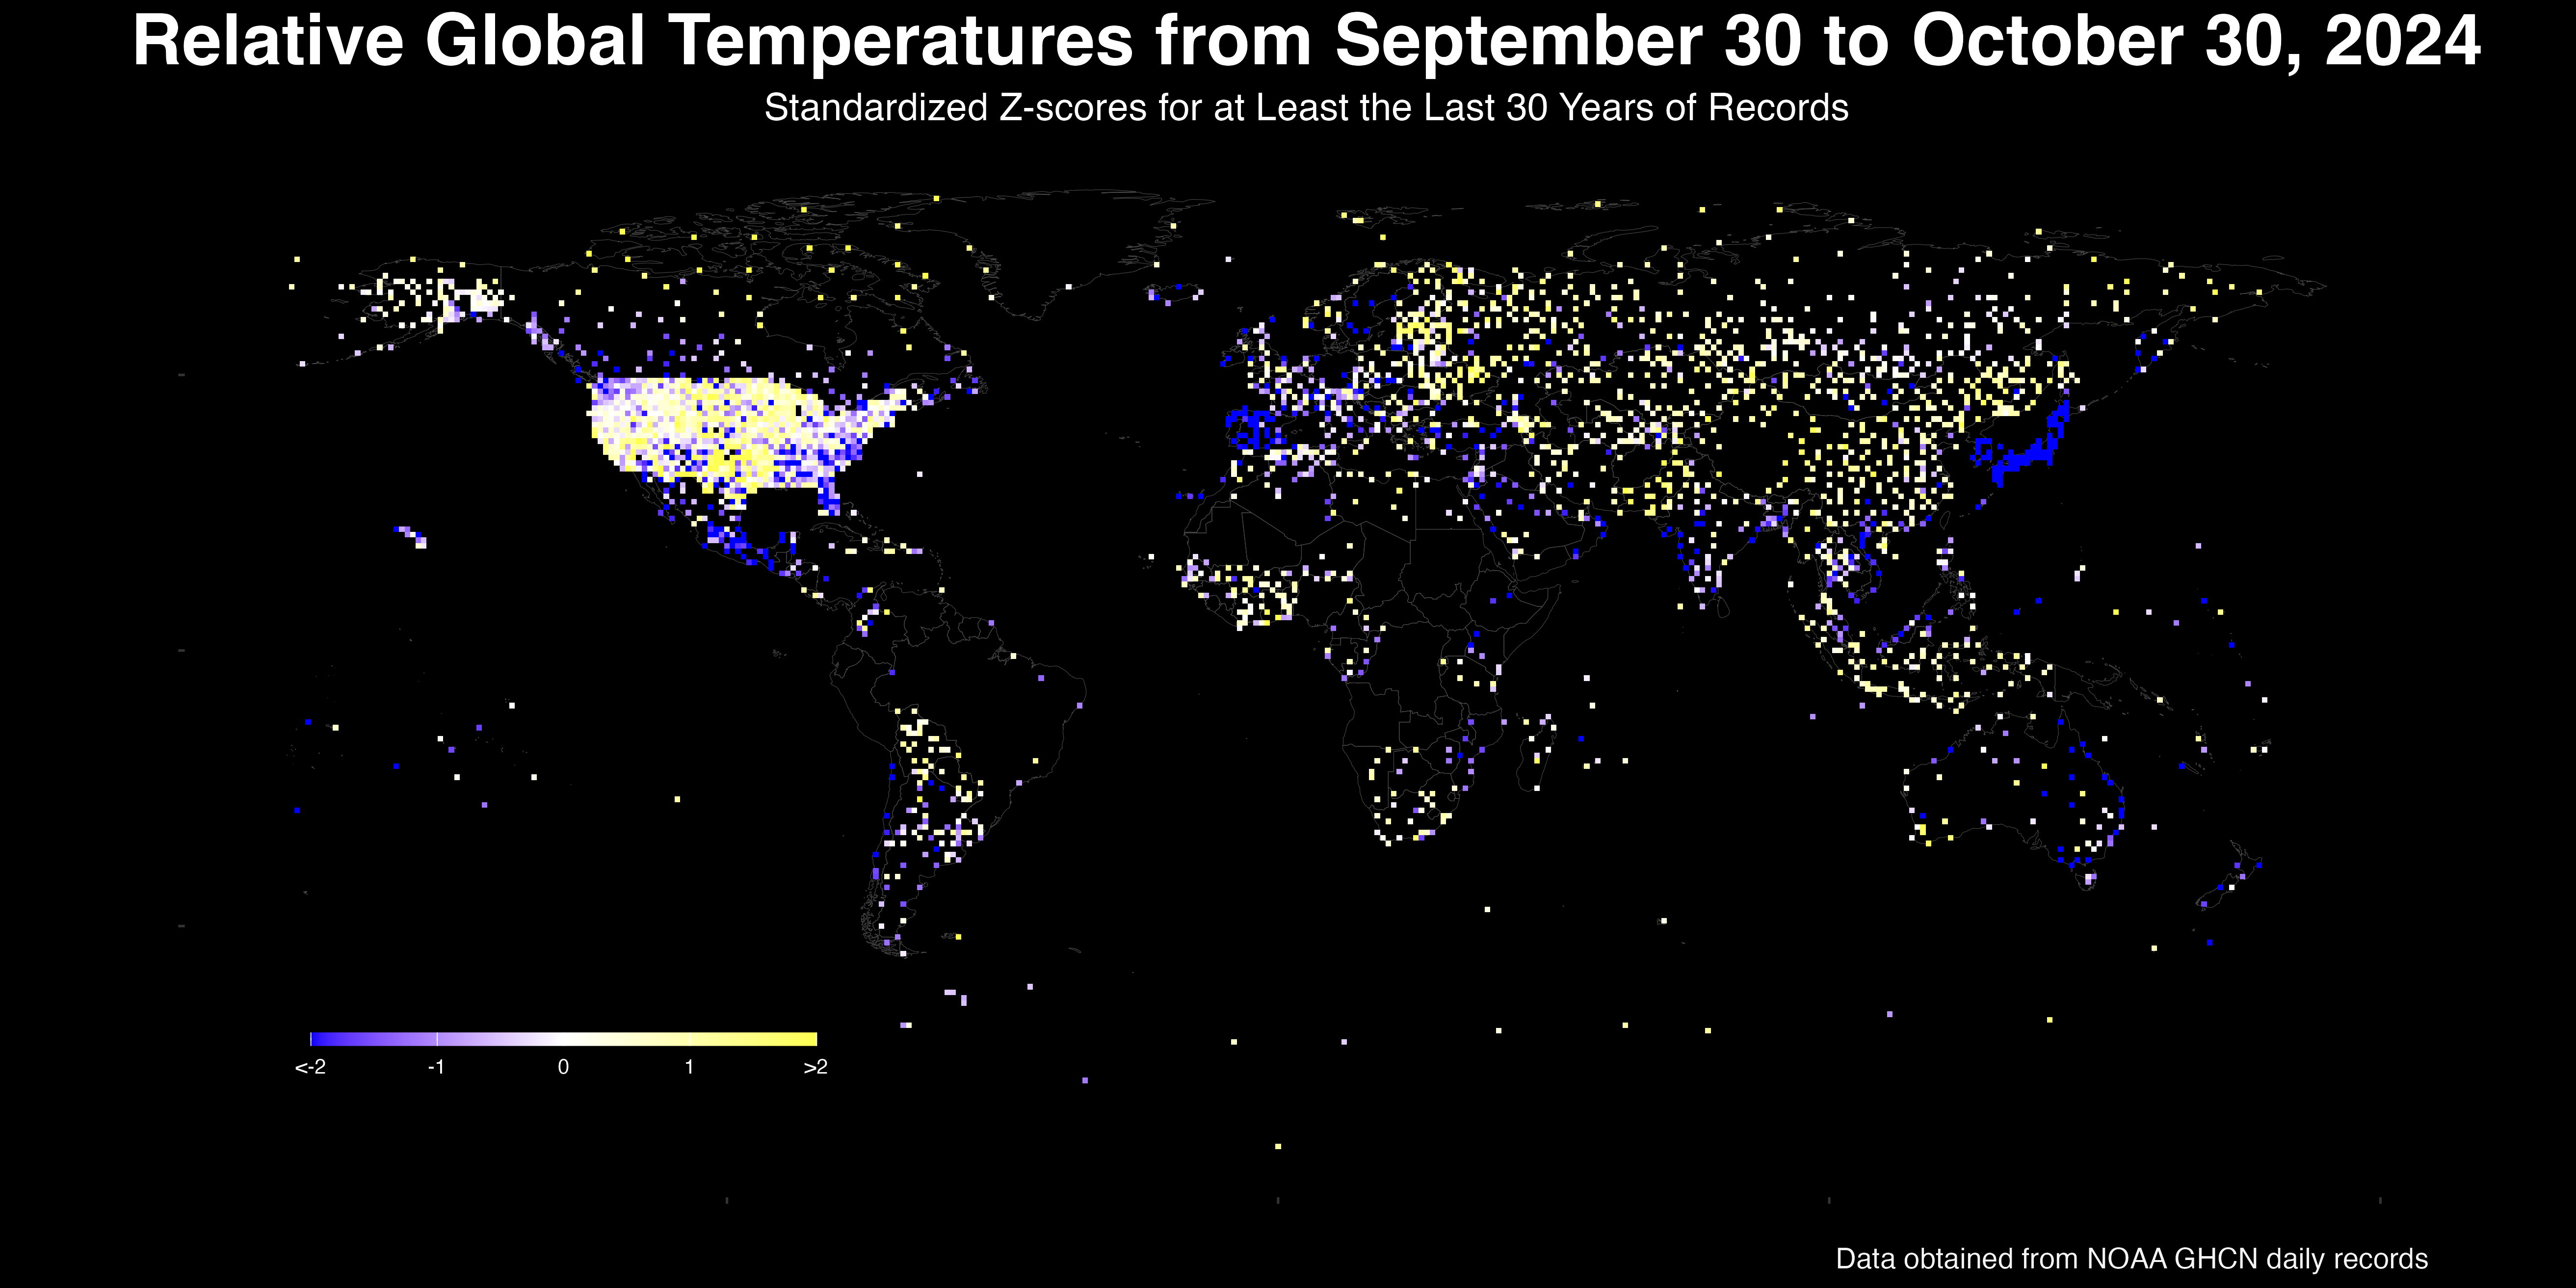 Relative Global Temperatures from September 30 to October 30, 2024
Standardized Z-scores for at Least the Last 30 Years of Records
<-2 -1 0 1 >2
Data obtained from NOAA GHCN daily records